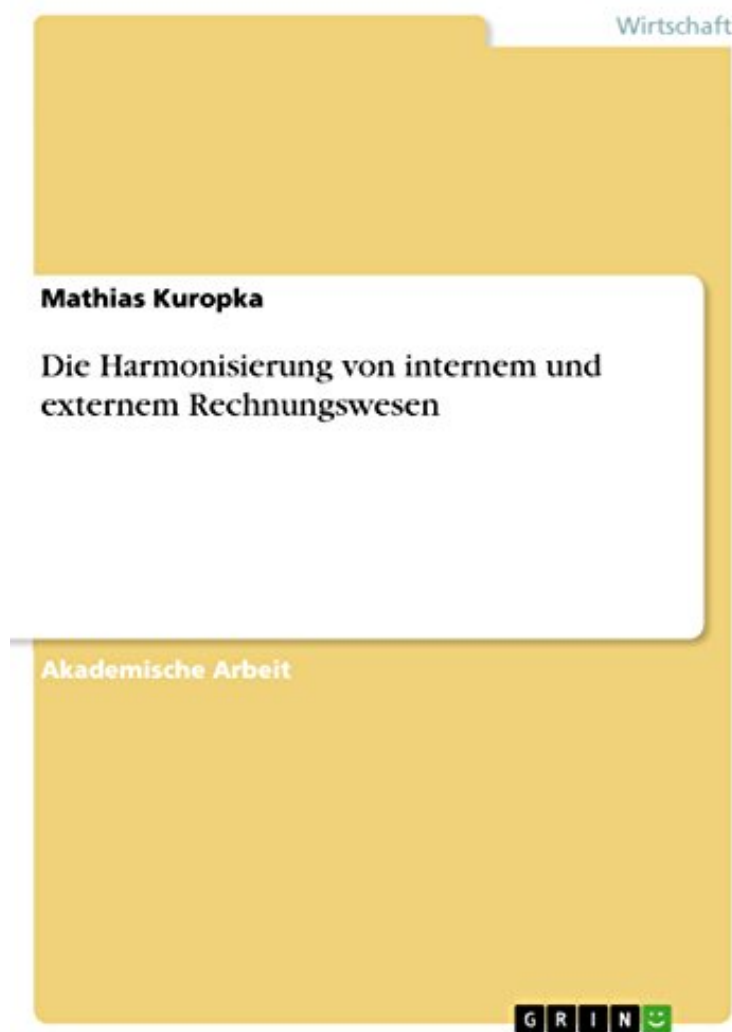 Wirtschaft
Mathias Kuropka
Die Harmonisierung von internem und
externem Rechnungswesen
Akademische Arbeit
GRIN